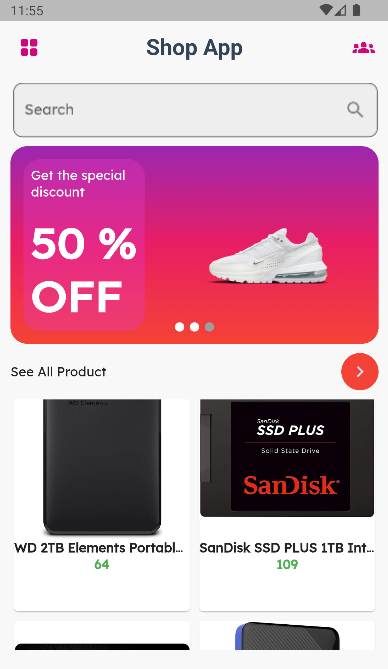 11:55
Shop App
Search
Get the special
discount
50 %
OFF
See All Product
WD Elements
SanDisk
SSD PLUS
Solid State Drive
SanDisk
WD 2TB Elements Portabl...
SanDisk SSD PLUS 1TB Int...
64
109